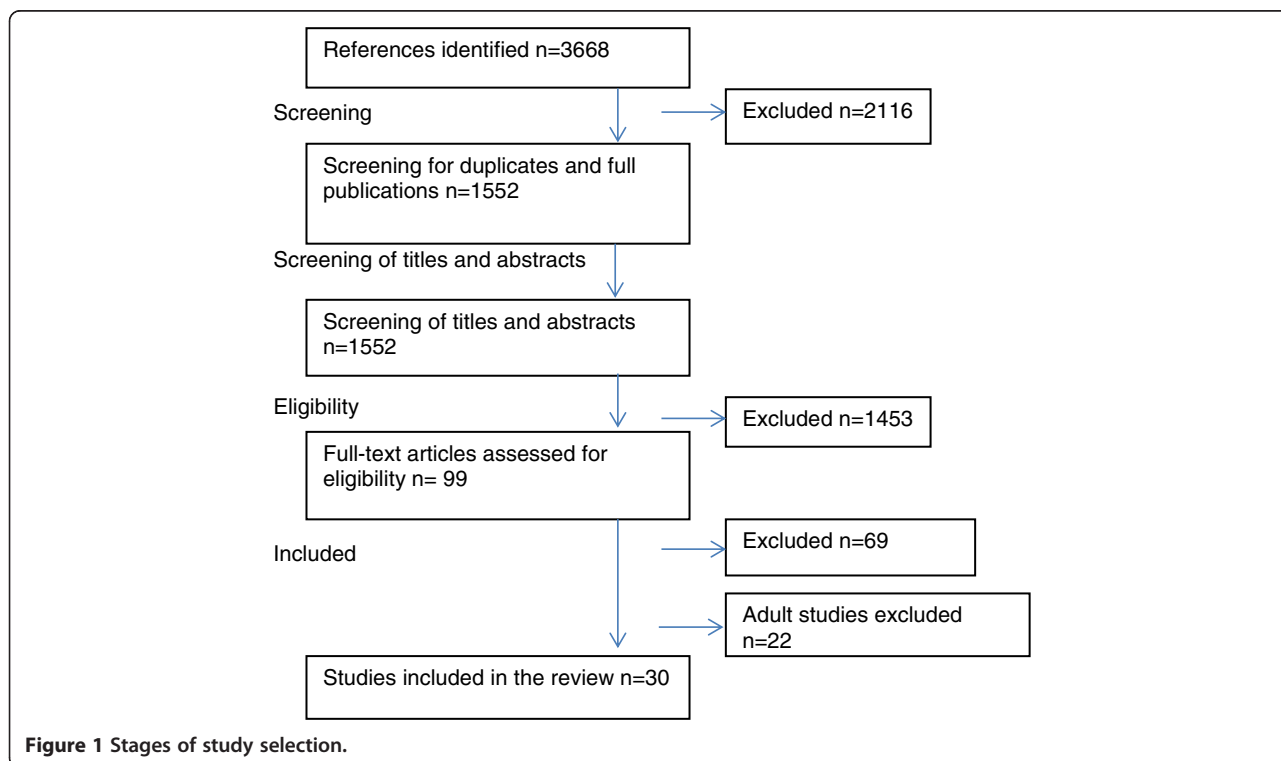 References identified n=3668
Screening
Excluded n=2116
Screening for duplicates and full
publications n=1552
Screening of titles and abstracts
Screening of titles and abstracts
n=1552
Eligibility
Excluded n=1453
Full-text articles assessed for
eligibility n= 99
Included
Excluded n=69
Adult studies excluded
n=22
Studies included in the review n=30
Figure 1 Stages of study selection.